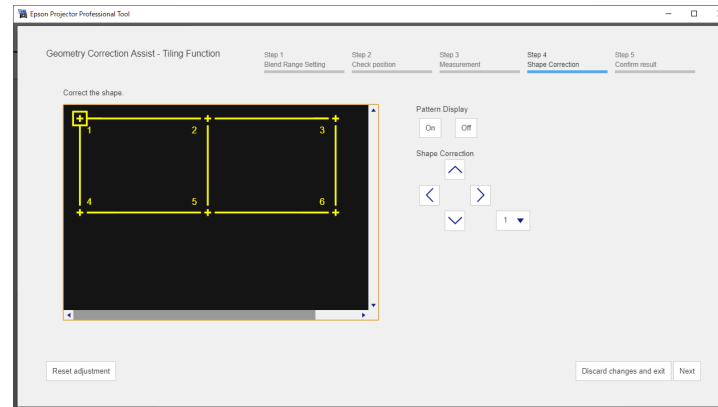 Epson Projector Professional Tool
Geometry Correction Assist - Tiling Function
Step 1
Blend Range Setting
Step 2
Check position
Step 3
Measurement
Step 4
Shape Correction
Step 5
Confirm result
Correct the shape.
1 2 3
4 5 6
Pattern Display
On Off
Shape Correction
1
Reset adjustment
Discard changes and exit Next